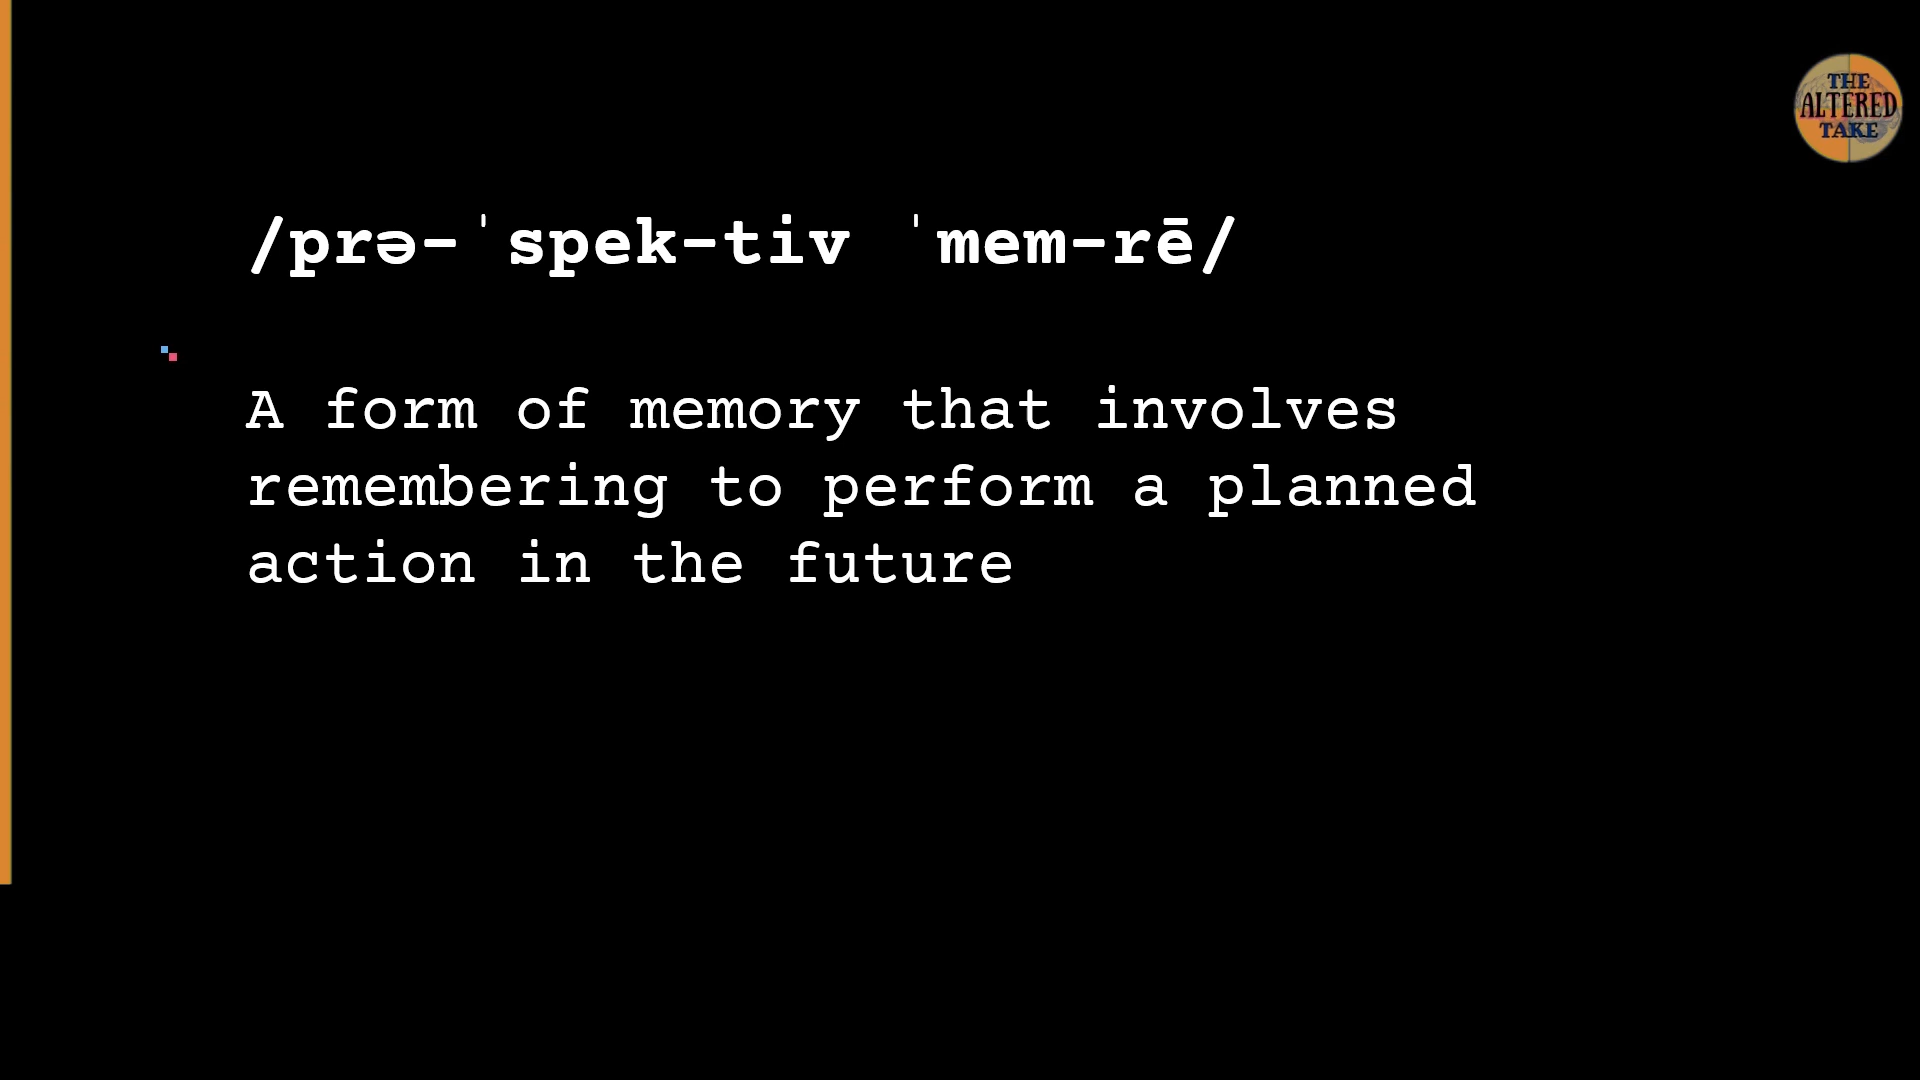 THE
ALTERED
TAKE
/prə-ˈspek-tiv ˈmem-rē/
A form of memory that involves
remembering to perform a planned
action in the future